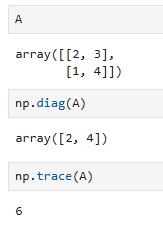 A
array([[2, 3],
       [1, 4]])
np.diag(A)
array([2, 4])
np.trace(A)
6